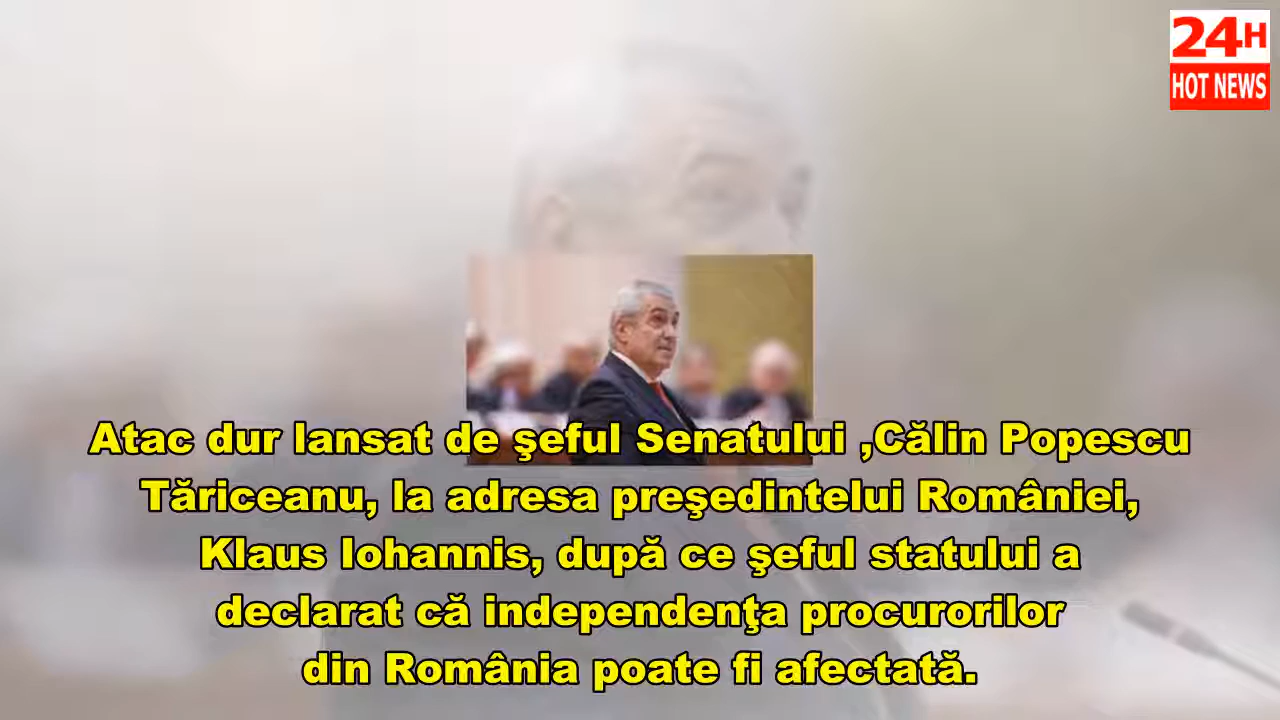 24H
HOT NEWS
Atac dur lansat de şeful Senatului ,Călin Popescu
Tăriceanu, la adresa preşedintelui României,
Klaus Iohannis, după ce şeful statului a
declarat că independenţa procurorilor
din România poate fi afectată.